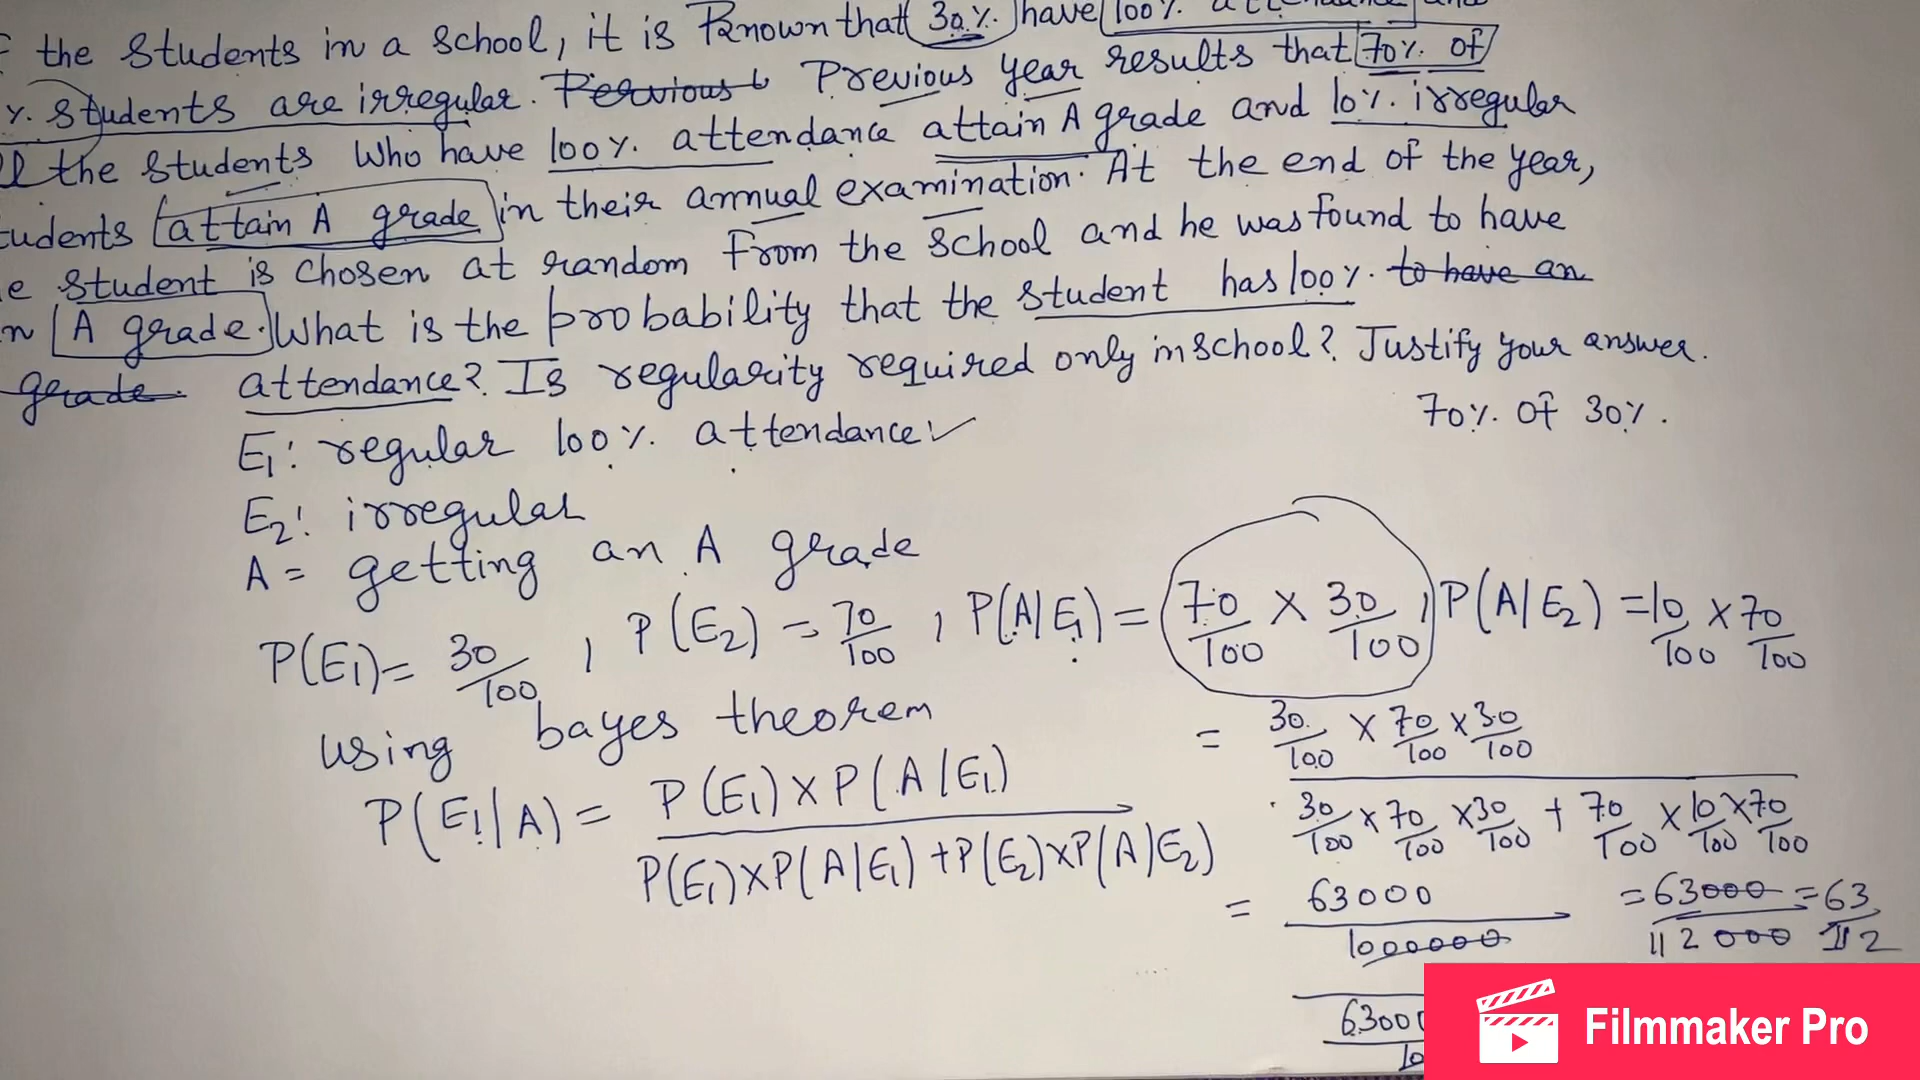 the students in a school, it is known that 30% have 100%
%. students are irregular. Pervious Previous year results that 70% of
the students who have 100% attendance attain A grade and 10% irregular
students attain A grade in their annual examination. At the end of the year,
student is chosen at random from the school and he was found to have
A grade. What is the probability that the student has 100%. to have an
grade. attendance? Is regularity required only in school? Justify your answer.
70% of 30%.
E1: regular 100% attendance ✓
E2: irregular
A = getting an A grade
P(E1) = 30/100, P(E2) = 70/100, P(A|E1) = 70/100 × 30/100, P(A|E2) = 10/100 × 70/100
using bayes theorem
P(E1|A) = P(E1) × P(A|E1) / P(E1) × P(A|E1) + P(E2) × P(A|E2)
= 30/100 × 70/100 × 30/100 / 30/100 × 70/100 × 30/100 + 70/100 × 10/100 × 70/100
= 63000 / 1000000
= 63000/112000 = 63/112
Filmmaker Pro